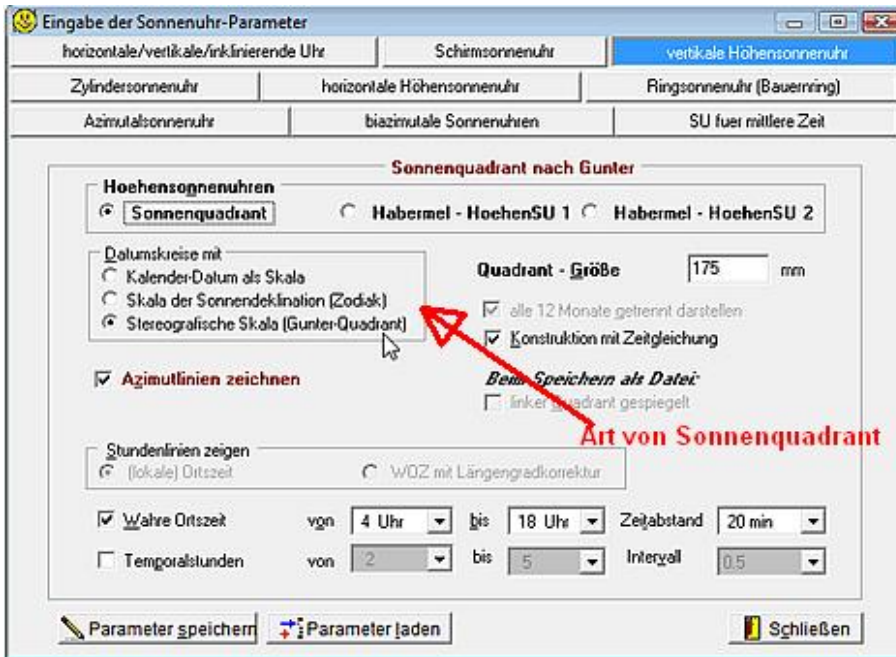 Eingabe der Sonnenuhr-Parameter
horizontale/vertikale/inklinierende Uhr
Schirmsonnenuhr
vertikale Höhensonnenuhr
Zylindersonnenuhr
horizontale Höhensonnenuhr
Ringsonnenuhr (Bauernring)
Azimutalsonnenuhr
biazimutale Sonnenuhren
SU fuer mittlere Zeit
Sonnenquadrant nach Gunter
Hoehensonnenuhren
Sonnenquadrant
Habermel - HoehenSU 1
Habermel - HoehenSU 2
Datumskreise mit
Kalender-Datum als Skala
Skala der Sonnendeklination (Zodiak)
Stereografische Skala (Gunter-Quadrant)
Quadrant - Größe 175 mm
alle 12 Monate getrennt darstellen
Konstruktion mit Zeitgleichung
Azimutlinien zeichnen
Beim Speichern als Datei:
linker Quadrant gespiegelt
Art von Sonnenquadrant
Stundenlinien zeigen
(lokale) Ortszeit
WOZ mit Längengradkorrektur
Wahre Ortszeit von 4 Uhr bis 18 Uhr Zeitabstand 20 min
Temporalstunden von 2 bis 5 Intervall 0.5
Parameter speichern
Parameter laden
Schließen